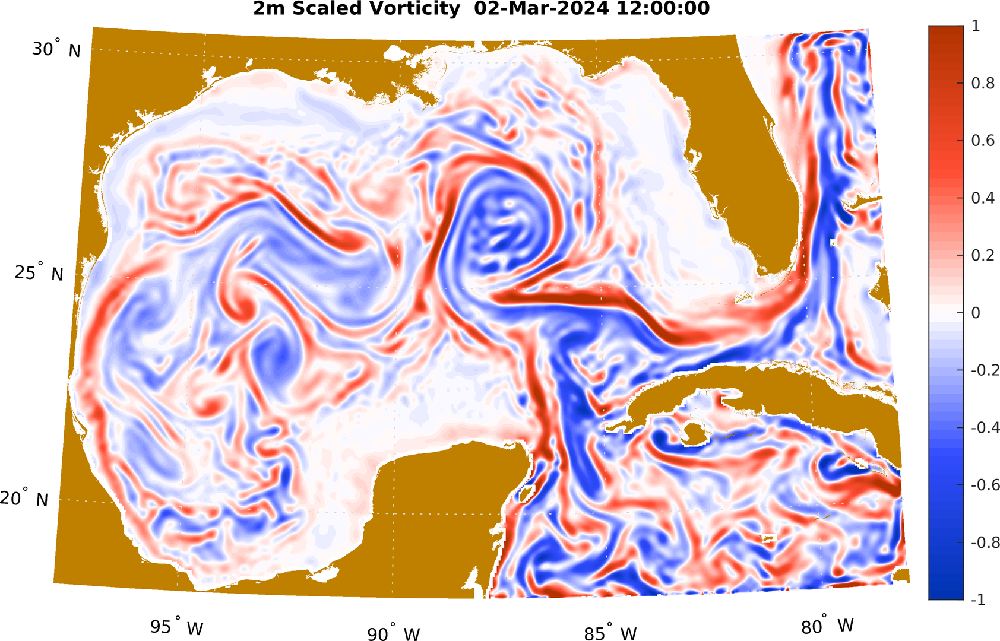 2m Scaled Vorticity  02-Mar-2024 12:00:00
30° N
25° N
20° N
95° W
90° W
85° W
80° W
1
0.8
0.6
0.4
0.2
0
-0.2
-0.4
-0.6
-0.8
-1